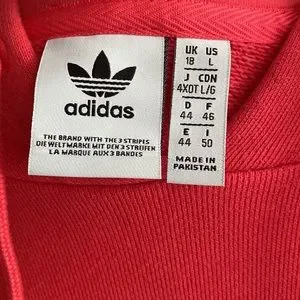 adidas
THE BRAND WITH THE 3 STRIPES
DIE WELTMARKE MIT DEN 3 STREIFEN
LA MARQUE AUX 3 BANDES
UK US
18 L
J CDN
4XOT L/G
D F
44 46
E I
44 50
MADE IN
PAKISTAN